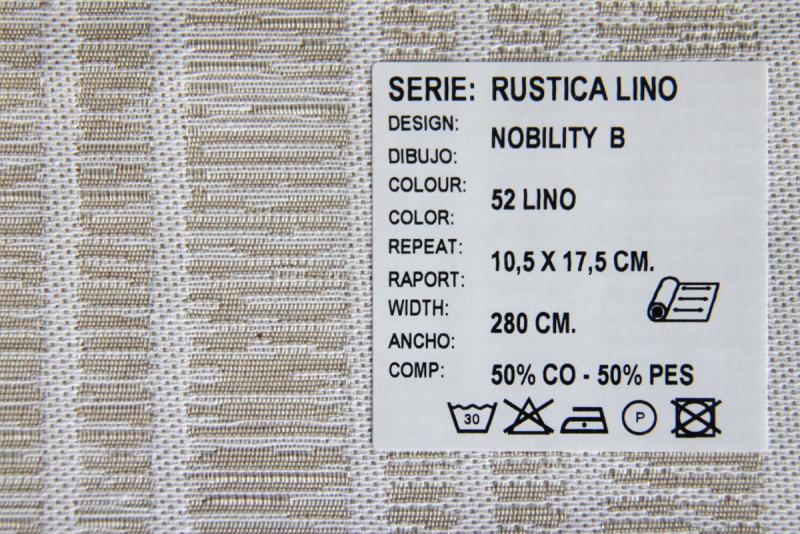 SERIE: RUSTICA LINO
DESIGN:
NOBILITY B
DIBUJO:
COLOUR:
52 LINO
COLOR:
REPEAT:
10,5 X 17,5 CM.
RAPORT:
WIDTH:
280 CM.
ANCHO:
COMP: 50% CO - 50% PES
30 P